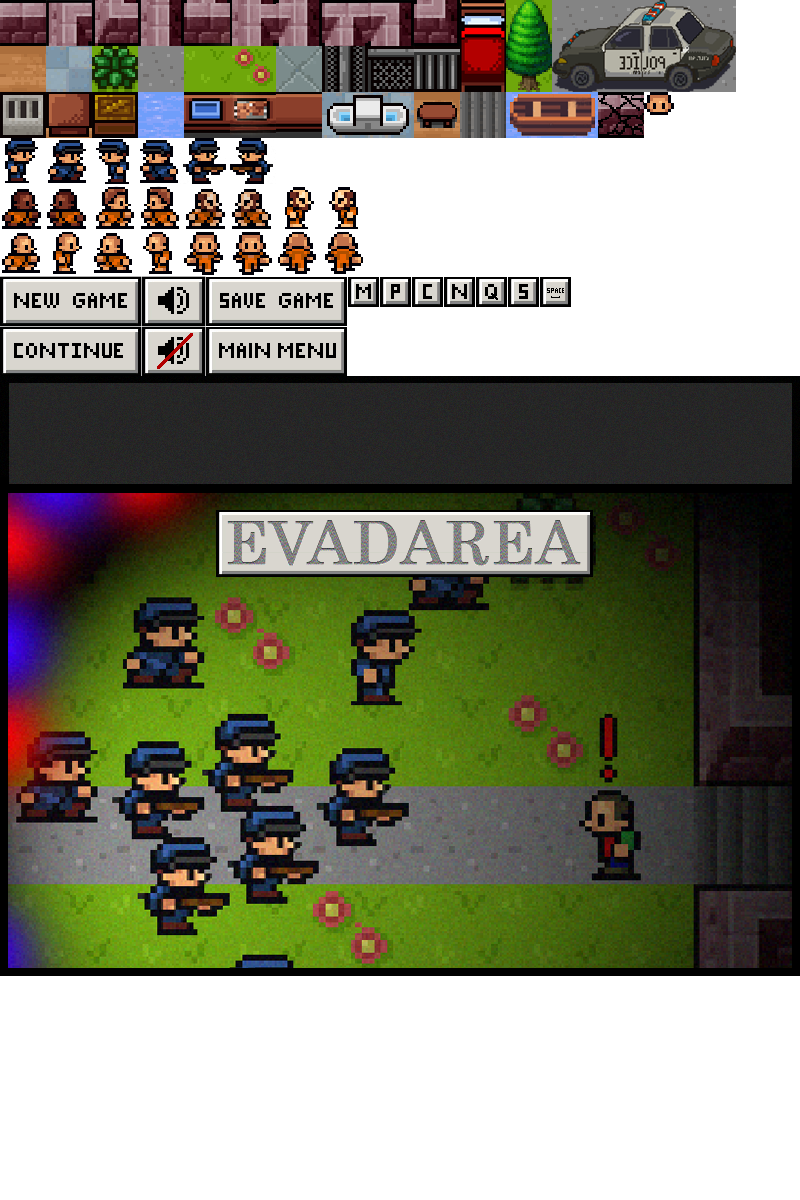 POLICE
NEW GAME
SAVE GAME
M P C N Q S SPACE
CONTINUE
MAIN MENU
EVADAREA
!